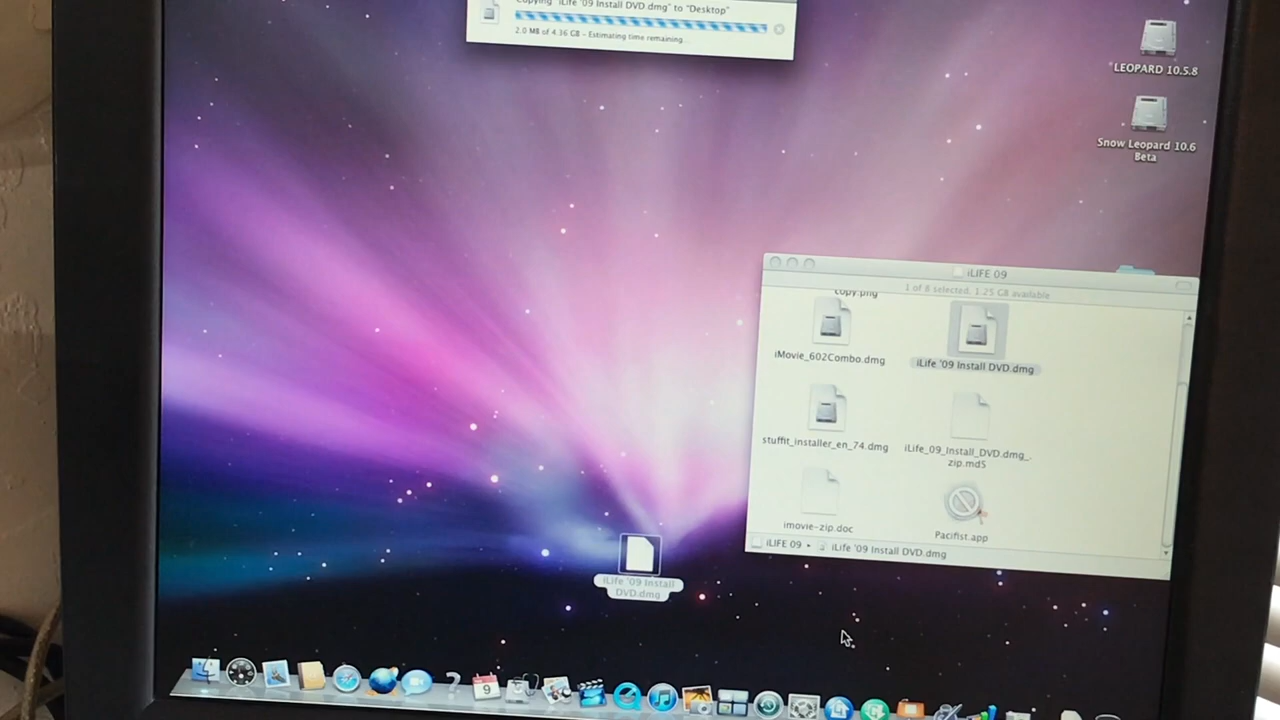 Copying "iLife '09 Install DVD.dmg" to "Desktop"
2.0 MB of 4.36 GB - Estimating time remaining...
LEOPARD 10.5.8
Snow Leopard 10.6
Beta
iLIFE 09
1 of 8 selected, 1.25 GB available
copy.png
iMovie_602Combo.dmg
iLife '09 Install DVD.dmg
stuffit_installer_en_74.dmg
iLife_09_Install_DVD.dmg_.
zip.md5
imovie-zip.doc
Pacifist.app
iLIFE 09 ▸ iLife '09 Install DVD.dmg
iLife '09 Install
DVD.dmg
9